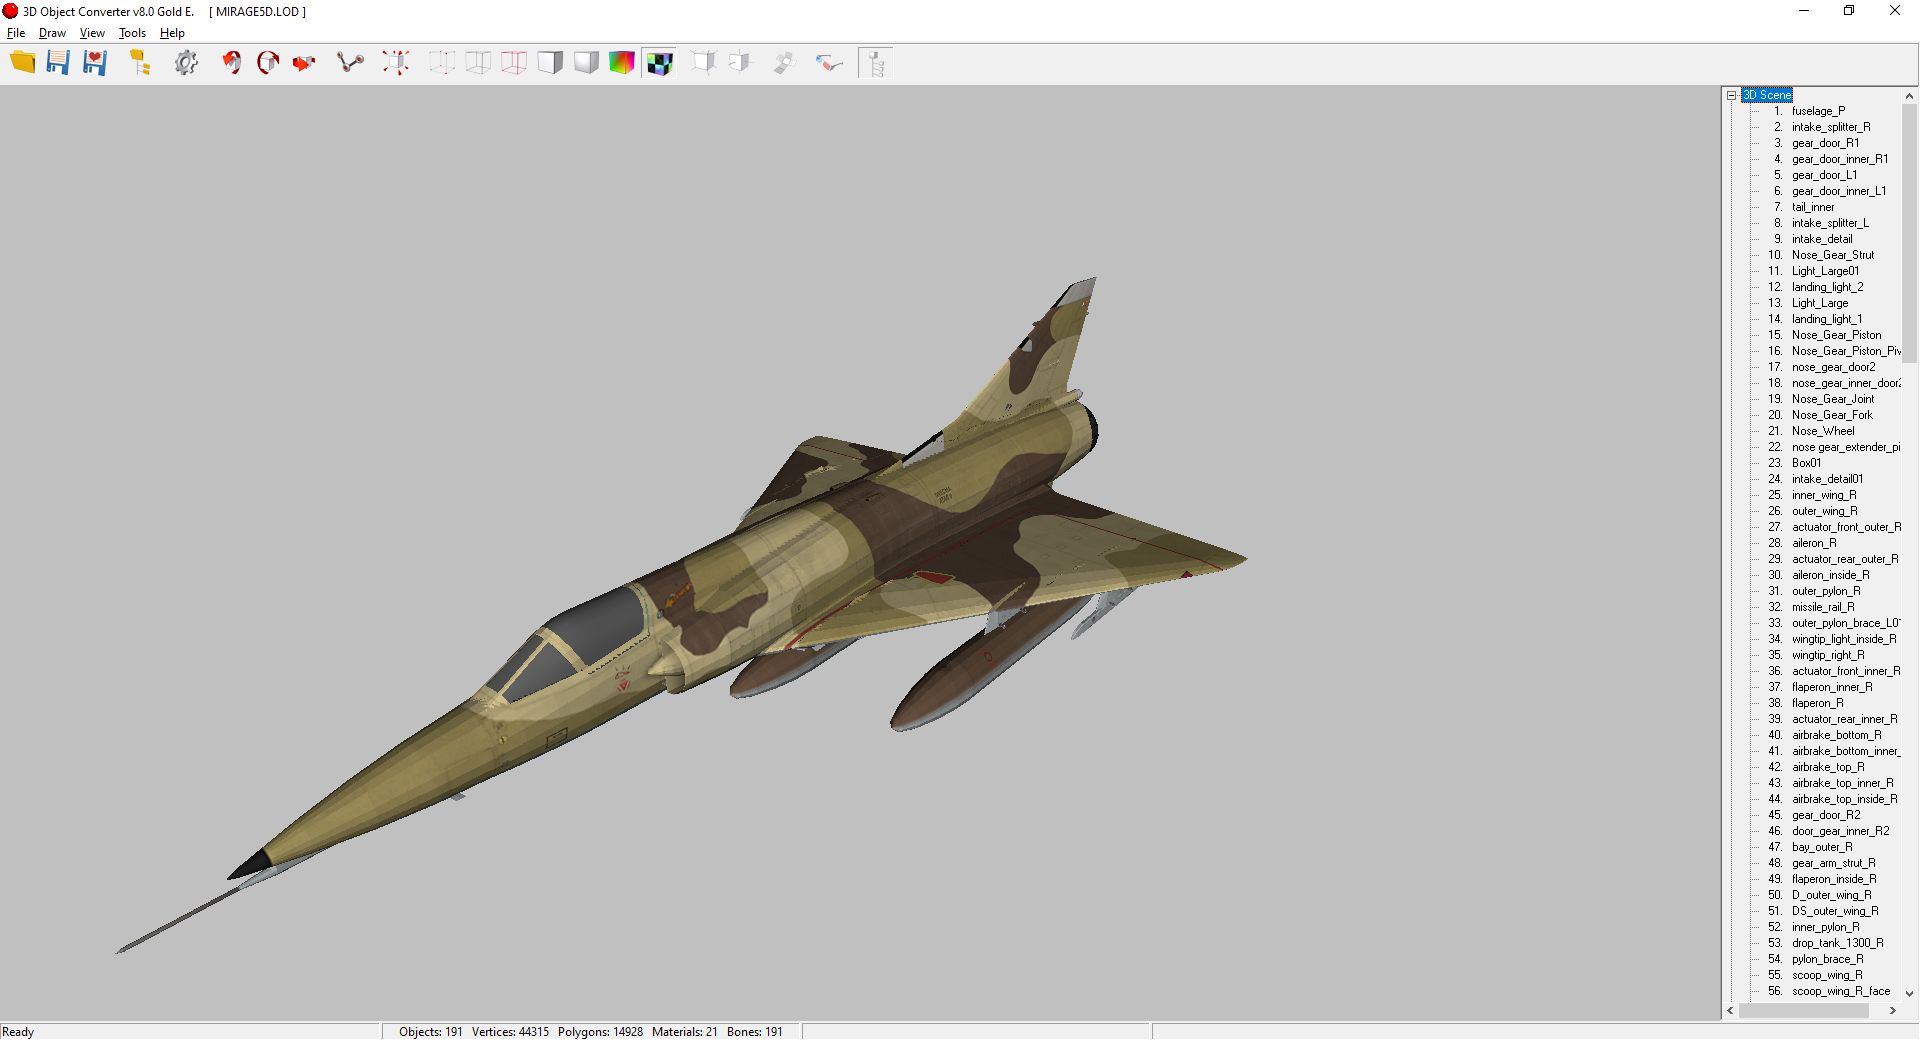 3D Object Converter v8.0 Gold E.    [ MIRAGE5D.LOD ]
File Draw View Tools Help
3D Scene
1. fuselage_P
2. intake_splitter_R
3. gear_door_R1
4. gear_door_inner_R1
5. gear_door_L1
6. gear_door_inner_L1
7. tail_inner
8. intake_splitter_L
9. intake_detail
10. Nose_Gear_Strut
11. Light_Large01
12. landing_light_2
13. Light_Large
14. landing_light_1
15. Nose_Gear_Piston
16. Nose_Gear_Piston_Piv
17. nose_gear_door2
18. nose_gear_inner_door2
19. Nose_Gear_Joint
20. Nose_Gear_Fork
21. Nose_Wheel
22. nose gear_extender_pi
23. Box01
24. intake_detail01
25. inner_wing_R
26. outer_wing_R
27. actuator_front_outer_R
28. aileron_R
29. actuator_rear_outer_R
30. aileron_inside_R
31. outer_pylon_R
32. missile_rail_R
33. outer_pylon_brace_L01
34. wingtip_light_inside_R
35. wingtip_right_R
36. actuator_front_inner_R
37. flaperon_inner_R
38. flaperon_R
39. actuator_rear_inner_R
40. airbrake_bottom_R
41. airbrake_bottom_inner_
42. airbrake_top_R
43. airbrake_top_inner_R
44. airbrake_top_inside_R
45. gear_door_R2
46. door_gear_inner_R2
47. bay_outer_R
48. gear_arm_strut_R
49. flaperon_inside_R
50. D_outer_wing_R
51. DS_outer_wing_R
52. inner_pylon_R
53. drop_tank_1300_R
54. pylon_brace_R
55. scoop_wing_R
56. scoop_wing_R_face
Ready
Objects: 191 Vertices: 44315 Polygons: 14928 Materials: 21 Bones: 191